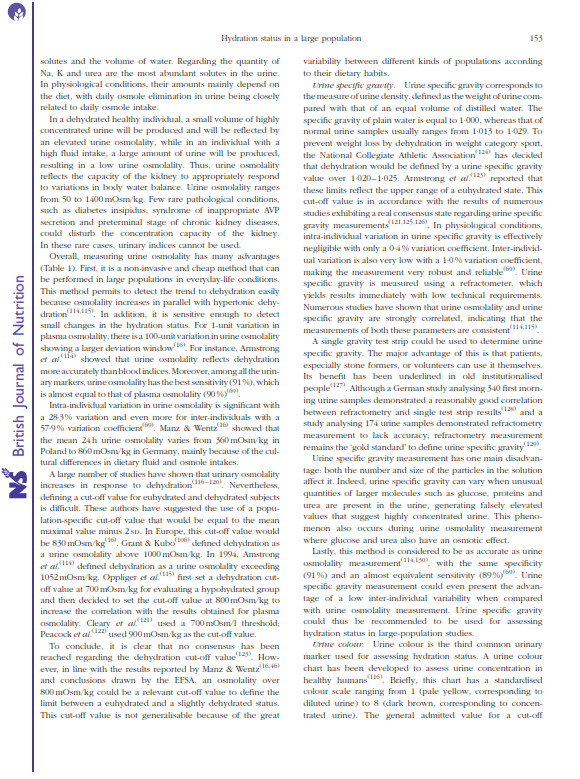 Hydration status in a large population 153
solutes and the volume of water. Regarding the quantity of
Na, K and urea are the most abundant solutes in the urine.
In physiological conditions, their amounts mainly depend on
the diet, with daily osmole elimination in urine being closely
related to daily osmole intake.
In a dehydrated healthy individual, a small volume of highly
concentrated urine will be produced and will be reflected by
an elevated urine osmolality, while in an individual with a
high fluid intake, a large amount of urine will be produced,
resulting in a low urine osmolality. Thus, urine osmolality
reflects the capacity of the kidney to appropriately respond
to variations in body water balance. Urine osmolality ranges
from 50 to 1400 mOsm/kg. Few rare pathological conditions,
such as diabetes insipidus, syndrome of inappropriate AVP
secretion and preterminal stage of chronic kidney diseases,
could disturb the concentration capacity of the kidney.
In these rare cases, urinary indices cannot be used.
Overall, measuring urine osmolality has many advantages
(Table 1). First, it is a non-invasive and cheap method that can
be performed in large populations in everyday-life conditions.
This method permits to detect the trend to dehydration easily
because osmolality increases in parallel with hypertonic dehy-
dration(114,115). In addition, it is sensitive enough to detect
small changes in the hydration status. For 1-unit variation in
plasma osmolality, there is a 100-unit variation in urine osmolality
showing a larger deviation window(16). For instance, Armstrong
et al.(114) showed that urine osmolality reflects dehydration
more accurately than blood indices. Moreover, among all the urin-
ary markers, urine osmolality has the best sensitivity (91 %), which
is almost equal to that of plasma osmolality (90 %)(69).
Intra-individual variation in urine osmolality is significant with
a 28·3 % variation and even more for inter-individuals with a
57·9 % variation coefficient(69). Manz & Wentz(16) showed that
the mean 24 h urine osmolality varies from 360 mOsm/kg in
Poland to 860 mOsm/kg in Germany, mainly because of the cul-
tural differences in dietary fluid and osmole intakes.
A large number of studies have shown that urinary osmolality
increases in response to dehydration(116–120). Nevertheless,
defining a cut-off value for euhydrated and dehydrated subjects
is difficult. These authors have suggested the use of a popu-
lation-specific cut-off value that would be equal to the mean
maximal value minus 2 SD. In Europe, this cut-off value would
be 830 mOsm/kg(16). Grant & Kubo(106) defined dehydration as
a urine osmolality above 1000 mOsm/kg. In 1994, Amstrong
et al.(114) defined dehydration as a urine osmolality exceeding
1052 mOsm/kg. Oppliger et al.(115) first set a dehydration cut-
off value at 700 mOsm/kg for evaluating a hypohydrated group
and then decided to set the cut-off value at 800 mOsm/kg to
increase the correlation with the results obtained for plasma
osmolality. Cleary et al.(121) used a 700 mOsm/l threshold;
Peacock et al.(122) used 900 mOsm/kg as the cut-off value.
To conclude, it is clear that no consensus has been
reached regarding the dehydration cut-off value(123). How-
ever, in line with the results reported by Manz & Wentz(16,46)
and conclusions drawn by the EFSA, an osmolality over
800 mOsm/kg could be a relevant cut-off value to define the
limit between a euhydrated and a slightly dehydrated status.
This cut-off value is not generalisable because of the great
variability between different kinds of populations according
to their dietary habits.
Urine specific gravity. Urine specific gravity corresponds to
the measure of urine density, defined as the weight of urine com-
pared with that of an equal volume of distilled water. The
specific gravity of plain water is equal to 1·000, whereas that of
normal urine samples usually ranges from 1·013 to 1·029. To
prevent weight loss by dehydration in weight category sport,
the National Collegiate Athletic Association(124) has decided
that dehydration would be defined by a urine specific gravity
value over 1·020–1·025. Armstrong et al.(125) reported that
these limits reflect the upper range of a euhydrated state. This
cut-off value is in accordance with the results of numerous
studies exhibiting a real consensus state regarding urine specific
gravity measurements(121,125,126). In physiological conditions,
intra-individual variation in urine specific gravity is effectively
negligible with only a 0·4 % variation coefficient. Inter-individ-
ual variation is also very low with a 1·0 % variation coefficient,
making the measurement very robust and reliable(69). Urine
specific gravity is measured using a refractometer, which
yields results immediately with low technical requirements.
Numerous studies have shown that urine osmolality and urine
specific gravity are strongly correlated, indicating that the
measurements of both these parameters are consistent(114,115).
A single gravity test strip could be used to determine urine
specific gravity. The major advantage of this is that patients,
especially stone formers, or volunteers can use it themselves.
Its benefit has been underlined in old institutionalised
people(127). Although a German study analysing 340 first morn-
ing urine samples demonstrated a reasonably good correlation
between refractometry and single test strip results(128) and a
study analysing 174 urine samples demonstrated refractometry
measurement to lack accuracy, refractometry measurement
remains the ‘gold standard’ to define urine specific gravity(129).
Urine specific gravity measurement has one main disadvan-
tage: both the number and size of the particles in the solution
affect it. Indeed, urine specific gravity can vary when unusual
quantities of larger molecules such as glucose, proteins and
urea are present in the urine, generating falsely elevated
values that suggest highly concentrated urine. This pheno-
menon also occurs during urine osmolality measurement
where glucose and urea also have an osmotic effect.
Lastly, this method is considered to be as accurate as urine
osmolality measurement(114,130), with the same specificity
(91 %) and an almost equivalent sensitivity (89 %)(69). Urine
specific gravity measurement could even present the advan-
tage of a low inter-individual variability when compared
with urine osmolality measurement. Urine specific gravity
could thus be recommended to be used for assessing
hydration status in large-population studies.
Urine colour. Urine colour is the third common urinary
marker used for assessing hydration status. A urine colour
chart has been developed to assess urine concentration in
healthy humans(116). Briefly, this chart has a standardised
colour scale ranging from 1 (pale yellow, corresponding to
diluted urine) to 8 (dark brown, corresponding to concen-
trated urine). The general admitted value for a cut-off
British Journal of Nutrition
NS